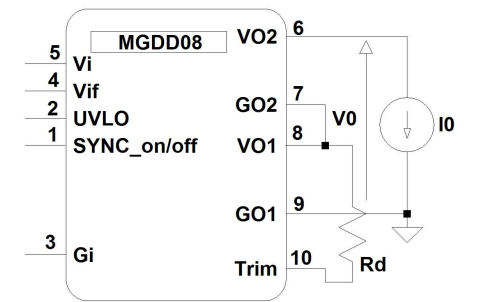 MGDD08
VO2 6
5 Vi
4 Vif
GO2 7
2 UVLO
V0
I0
1 SYNC_on/off
VO1 8
GO1 9
3 Gi
Trim 10
Rd